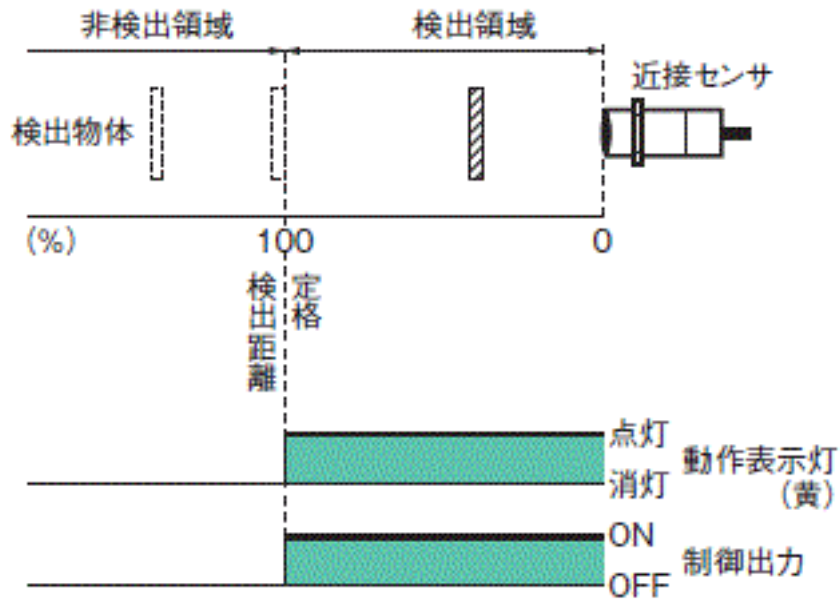 非検出領域
検出領域
近接センサ
検出物体
(%)
100
0
定格
検出距離
点灯
消灯
動作表示灯
(黄)
ON
OFF
制御出力